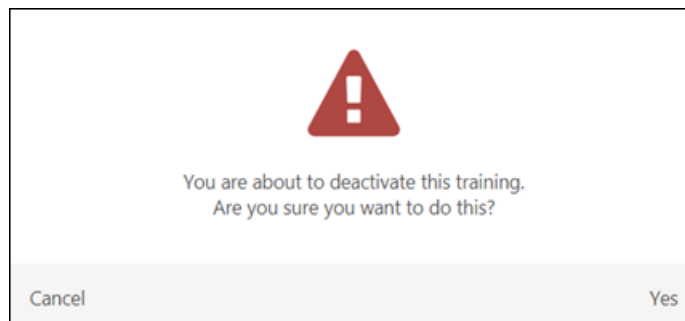 You are about to deactivate this training.
Are you sure you want to do this?
Cancel
Yes